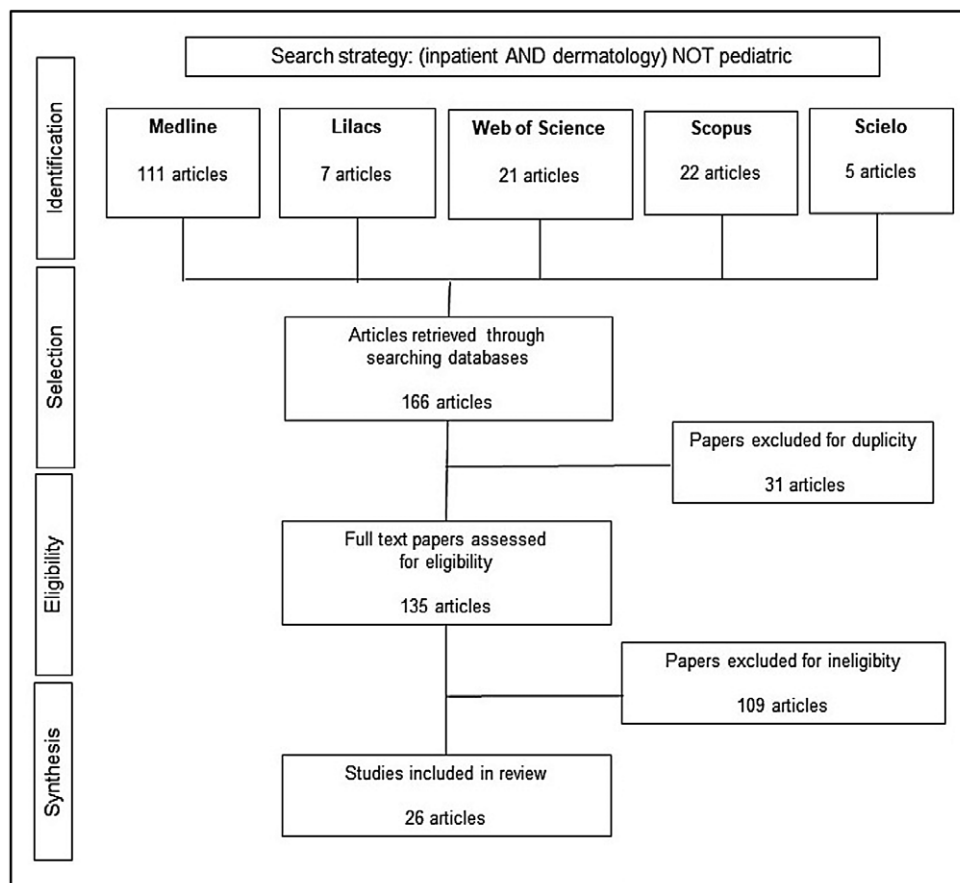 Search strategy: (inpatient AND dermatology) NOT pediatric
Identification
Medline
111 articles
Lilacs
7 articles
Web of Science
21 articles
Scopus
22 articles
Scielo
5 articles
Selection
Articles retrieved through
searching databases
166 articles
Papers excluded for duplicity
31 articles
Eligibility
Full text papers assessed
for eligibility
135 articles
Papers excluded for ineligibity
109 articles
Synthesis
Studies included in review
26 articles